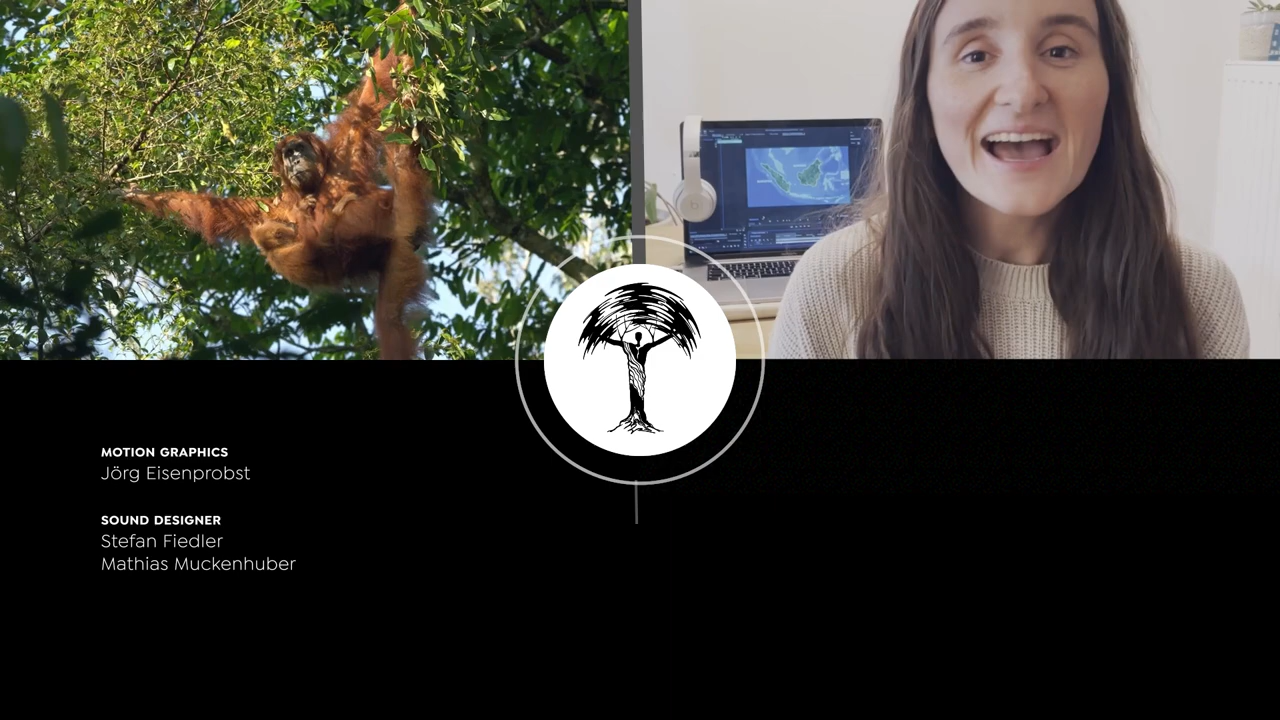 MOTION GRAPHICS
Jörg Eisenprobst
SOUND DESIGNER
Stefan Fiedler
Mathias Muckenhuber